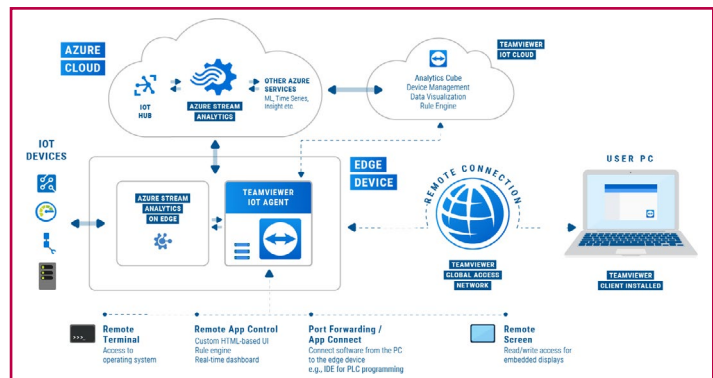 AZURE
CLOUD
IOT
HUB
AZURE STREAM
ANALYTICS
OTHER AZURE
SERVICES
ML, Time Series,
Insight etc
TEAMVIEWER
IOT CLOUD
Analytics Cube
Device Management
Data Visualization
Rule Engine
IOT
DEVICES
AZURE STREAM
ANALYTICS
ON EDGE
TEAMVIEWER
IOT AGENT
EDGE
DEVICE
REMOTE CONNECTION
TEAMVIEWER
GLOBAL ACCESS
NETWORK
USER PC
TEAMVIEWER
CLIENT INSTALLED
>>>_
Remote
Terminal
Access to
operating system
Remote App Control
Custom HTML-based UI
Rule engine
Real-time dashboard
Port Forwarding /
App Connect
Connect software from the PC
to the edge device
e.g., IDE for PLC programming
Remote
Screen
Read/write access for
embedded displays